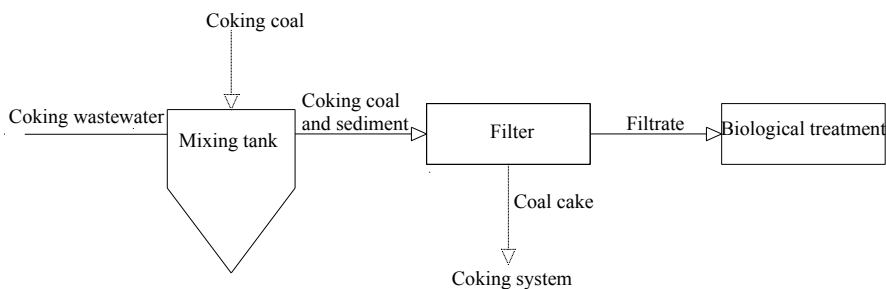 Coking coal
Coking wastewater
Mixing tank
Coking coal
and sediment
Filter
Filtrate
Biological treatment
Coal cake
Coking system